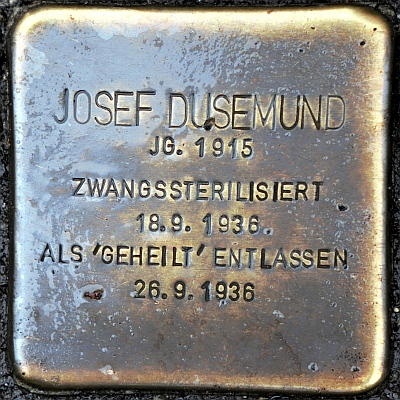 JOSEF DUSEMUND
JG. 1915
ZWANGSSTERILISIERT
18.9. 1936.
ALS 'GEHEILT' ENTLASSEN
26.9. 1936